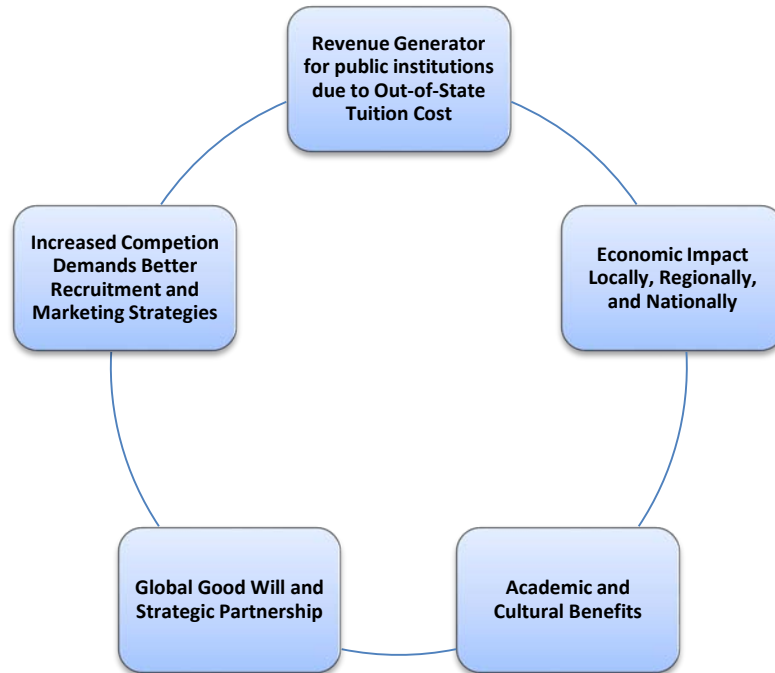 Revenue Generator
for public institutions
due to Out-of-State
Tuition Cost
Increased Competion
Demands Better
Recruitment and
Marketing Strategies
Economic Impact
Locally, Regionally,
and Nationally
Global Good Will and
Strategic Partnership
Academic and
Cultural Benefits